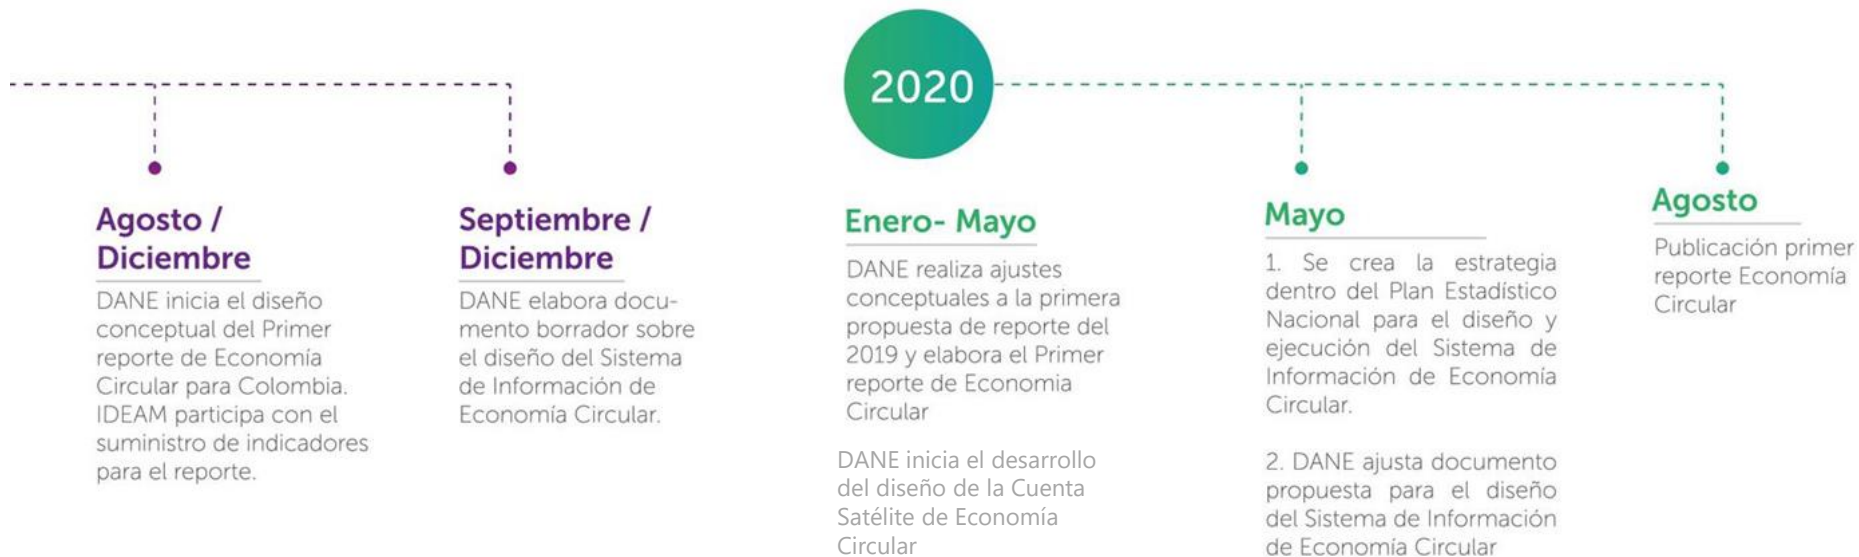 Agosto /
Diciembre
DANE inicia el diseño
conceptual del Primer
reporte de Economía
Circular para Colombia.
IDEAM participa con el
suministro de indicadores
para el reporte.
Septiembre /
Diciembre
DANE elabora docu-
mento borrador sobre
el diseño del Sistema
de Información de
Economía Circular.
2020
Enero- Mayo
DANE realiza ajustes
conceptuales a la primera
propuesta de reporte del
2019 y elabora el Primer
reporte de Economia
Circular
DANE inicia el desarrollo
del diseño de la Cuenta
Satélite de Economía
Circular
Mayo
1. Se crea la estrategia
dentro del Plan Estadístico
Nacional para el diseño y
ejecución del Sistema de
Información de Economía
Circular.
2. DANE ajusta documento
propuesta para el diseño
del Sistema de Información
de Economía Circular
Agosto
Publicación primer
reporte Economía
Circular